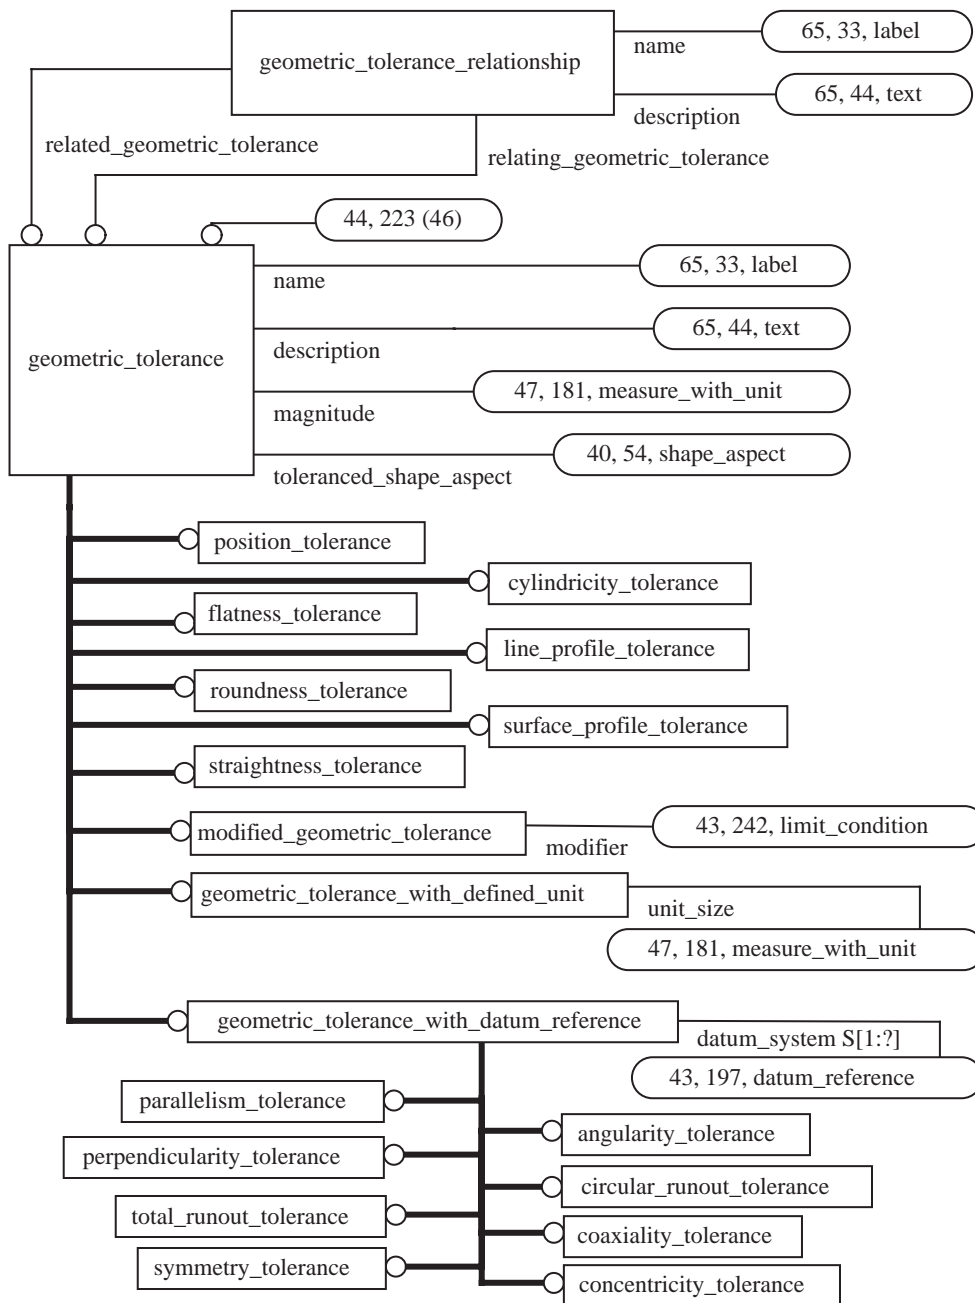 geometric_tolerance_relationship
name
65, 33, label
description
65, 44, text
related_geometric_tolerance
relating_geometric_tolerance
44, 223 (46)
geometric_tolerance
name
65, 33, label
description
65, 44, text
magnitude
47, 181, measure_with_unit
toleranced_shape_aspect
40, 54, shape_aspect
position_tolerance
cylindricity_tolerance
flatness_tolerance
line_profile_tolerance
roundness_tolerance
surface_profile_tolerance
straightness_tolerance
modified_geometric_tolerance
modifier
43, 242, limit_condition
geometric_tolerance_with_defined_unit
unit_size
47, 181, measure_with_unit
geometric_tolerance_with_datum_reference
datum_system S[1:?]
43, 197, datum_reference
parallelism_tolerance
angularity_tolerance
perpendicularity_tolerance
circular_runout_tolerance
total_runout_tolerance
coaxiality_tolerance
symmetry_tolerance
concentricity_tolerance